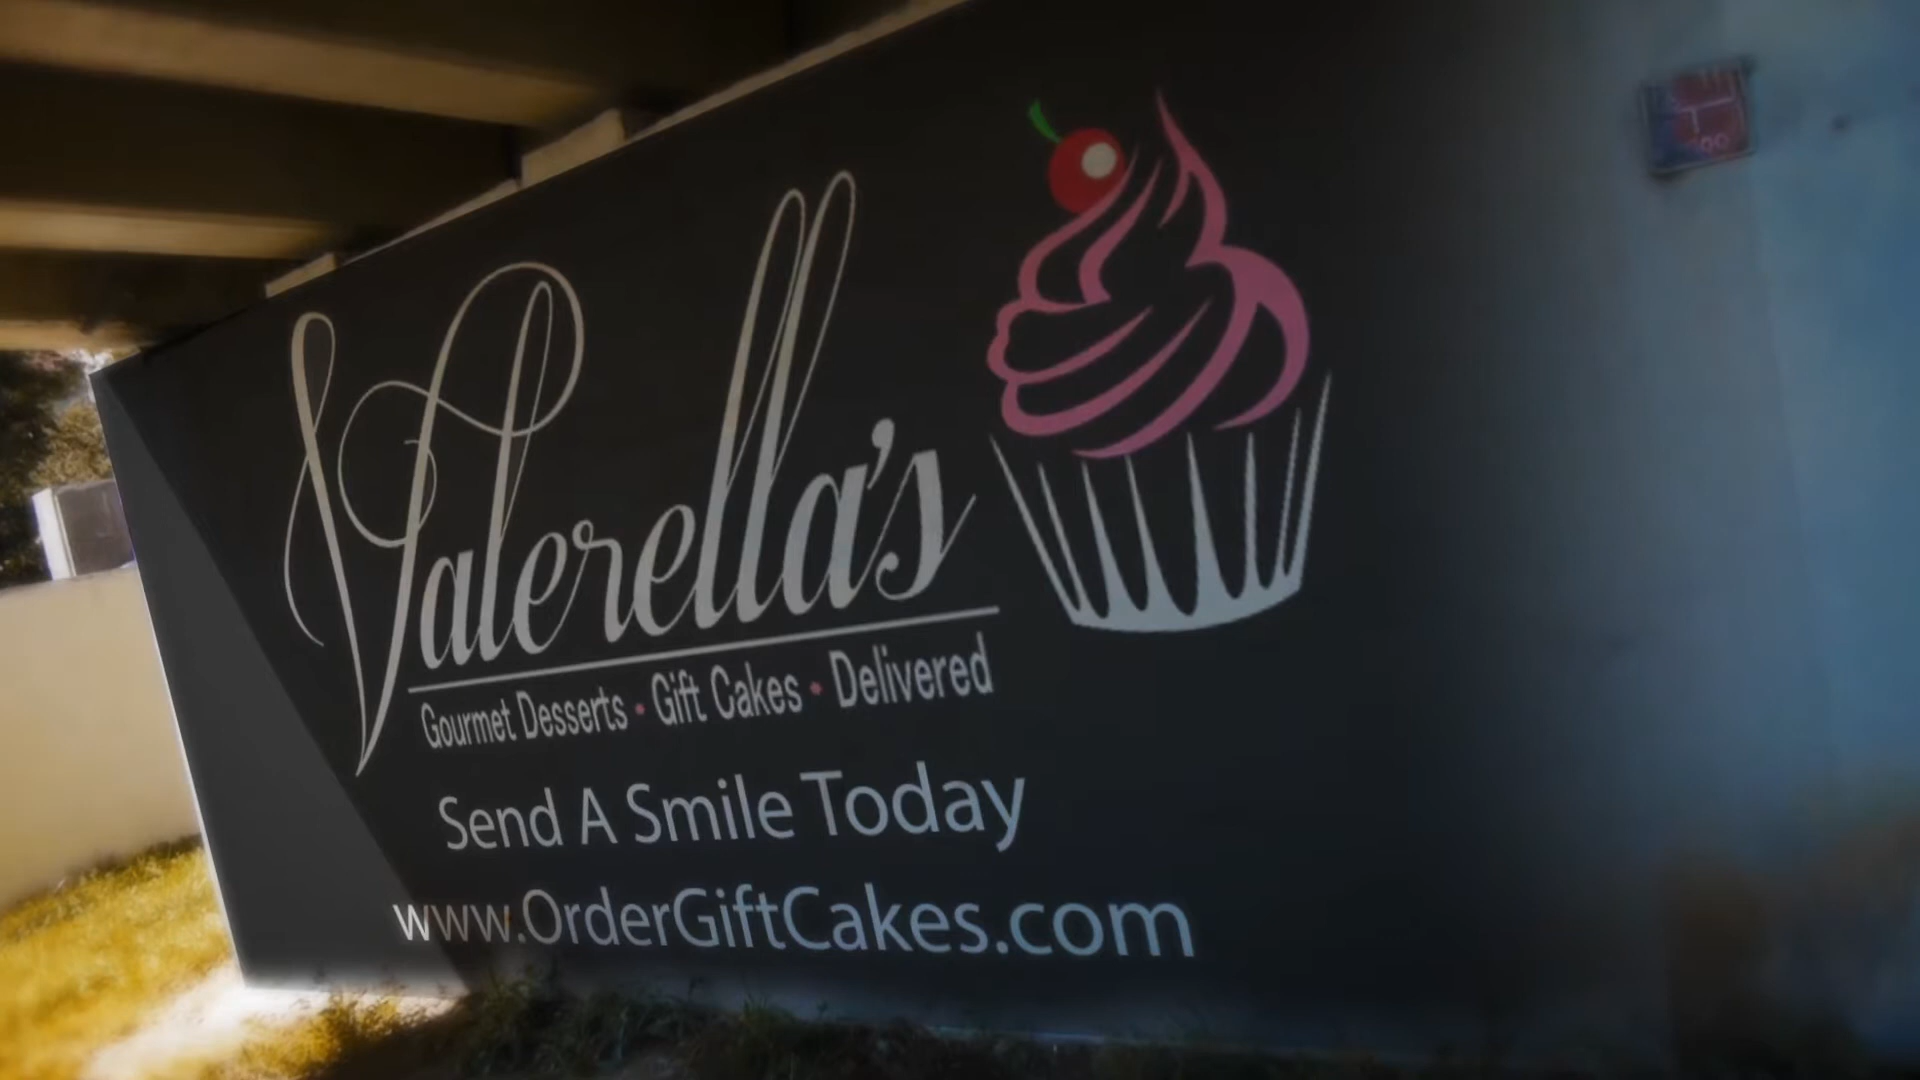 Valerella's
Gourmet Desserts • Gift Cakes • Delivered
Send A Smile Today
www.OrderGiftCakes.com